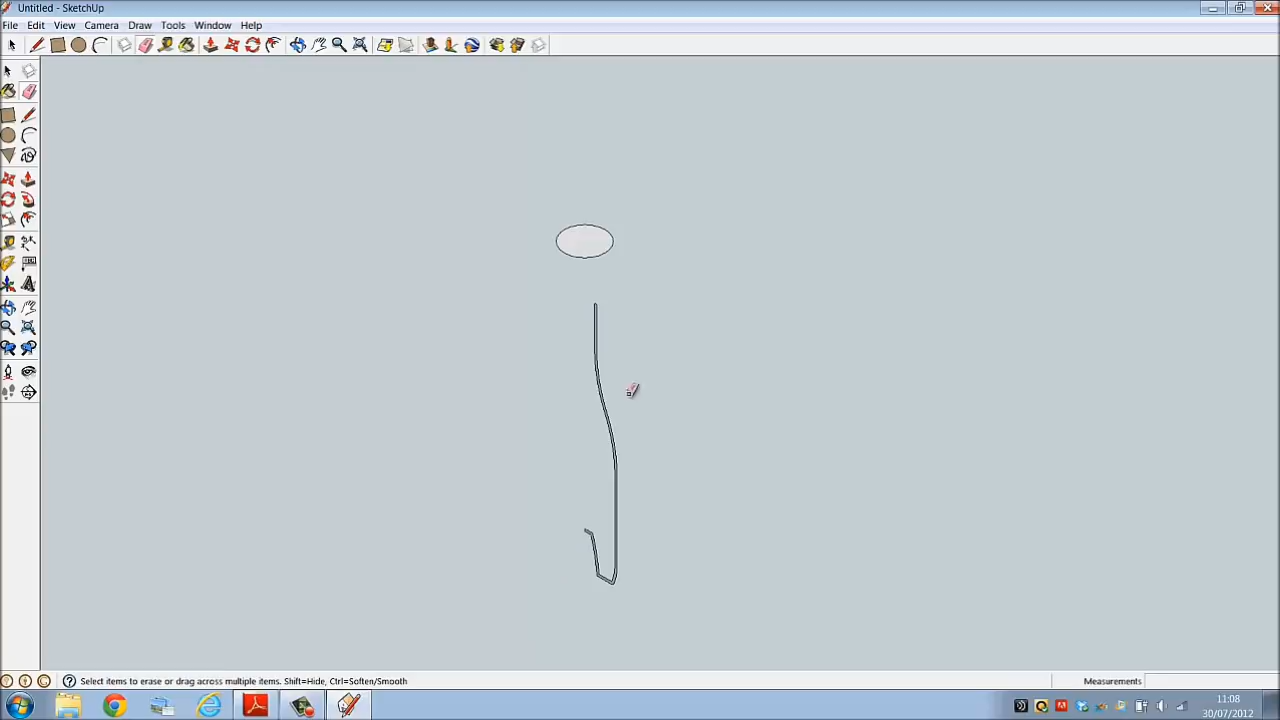 Untitled - SketchUp
File Edit View Camera Draw Tools Window Help
Select items to erase or drag across multiple items. Shift=Hide, Ctrl=Soften/Smooth
Measurements
11:08
30/07/2012